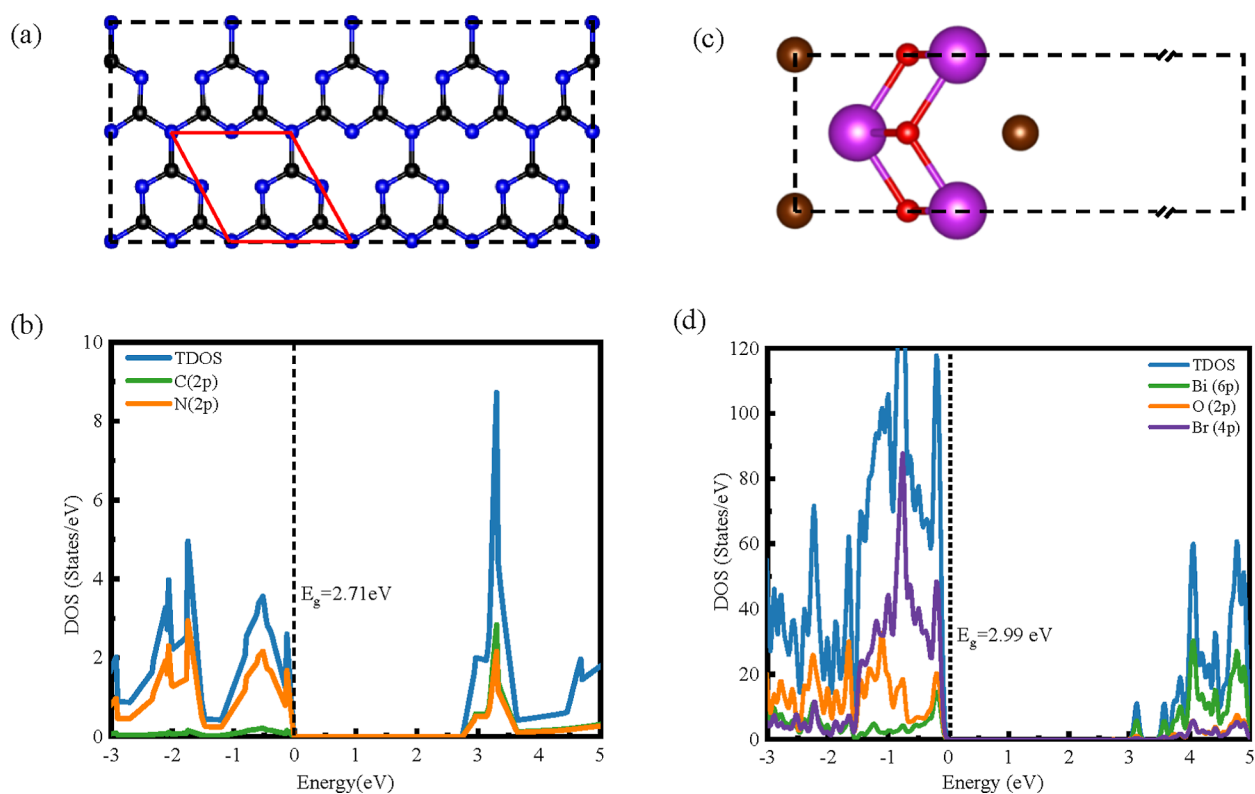 (a)
(c)
(b)
10
8
6
4
2
0
DOS (States/eV)
TDOS
C(2p)
N(2p)
E_g=2.71eV
-3 -2 -1 0 1 2 3 4 5
Energy(eV)
(d)
120
100
80
60
40
20
0
DOS (States/eV)
TDOS
Bi (6p)
O (2p)
Br (4p)
E_g=2.99 eV
-3 -2 -1 0 1 2 3 4 5
Energy (eV)